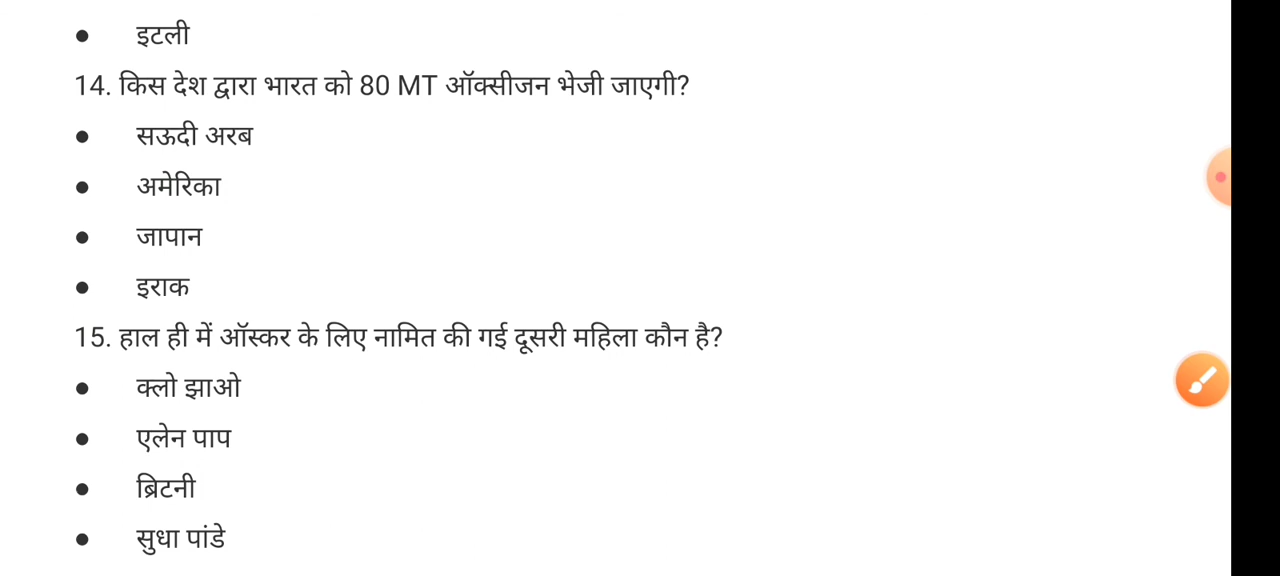 ● इटली
14. किस देश द्वारा भारत को 80 MT ऑक्सीजन भेजी जाएगी?
● सऊदी अरब
● अमेरिका
● जापान
● इराक
15. हाल ही में ऑस्कर के लिए नामित की गई दूसरी महिला कौन है?
● क्लो झाओ
● एलेन पाप
● ब्रिटनी
● सुधा पांडे